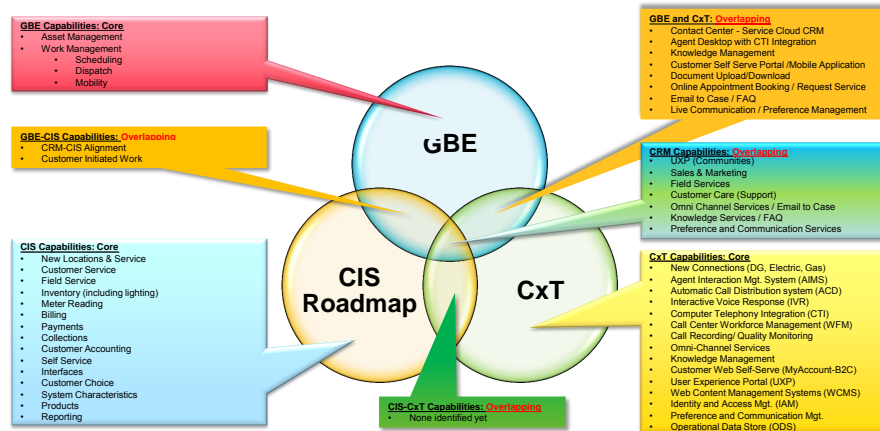 GBE Capabilities: Core
• Asset Management
• Work Management
• Scheduling
• Dispatch
• Mobility
GBE and CxT: Overlapping
• Contact Center - Service Cloud CRM
• Agent Desktop with CTI Integration
• Knowledge Management
• Customer Self Serve Portal /Mobile Application
• Document Upload/Download
• Online Appointment Booking / Request Service
• Email to Case / FAQ
• Live Communication / Preference Management
GBE-CIS Capabilities: Overlapping
• CRM-CIS Alignment
• Customer Initiated Work
GBE
CRM Capabilities: Overlapping
• UXP (Communities)
• Sales & Marketing
• Field Services
• Customer Care (Support)
• Omni Channel Services / Email to Case
• Knowledge Services / FAQ
• Preference and Communication Services
CIS Capabilities: Core
• New Locations & Service
• Customer Service
• Field Service
• Inventory (including lighting)
• Meter Reading
• Billing
• Payments
• Collections
• Customer Accounting
• Self Service
• Interfaces
• Customer Choice
• System Characteristics
• Products
• Reporting
CIS
Roadmap
CxT
CxT Capabilities: Core
• New Connections (DG, Electric, Gas)
• Agent Interaction Mgt. System (AIMS)
• Automatic Call Distribution system (ACD)
• Interactive Voice Response (IVR)
• Computer Telephony Integration (CTI)
• Call Center Workforce Management (WFM)
• Call Recording/ Quality Monitoring
• Omni-Channel Services
• Knowledge Management
• Customer Web Self-Serve (MyAccount-B2C)
• User Experience Portal (UXP)
• Web Content Management Systems (WCMS)
• Identity and Access Mgt. (IAM)
• Preference and Communication Mgt.
• Operational Data Store (ODS)
CIS-CxT Capabilities: Overlapping
• None identified yet